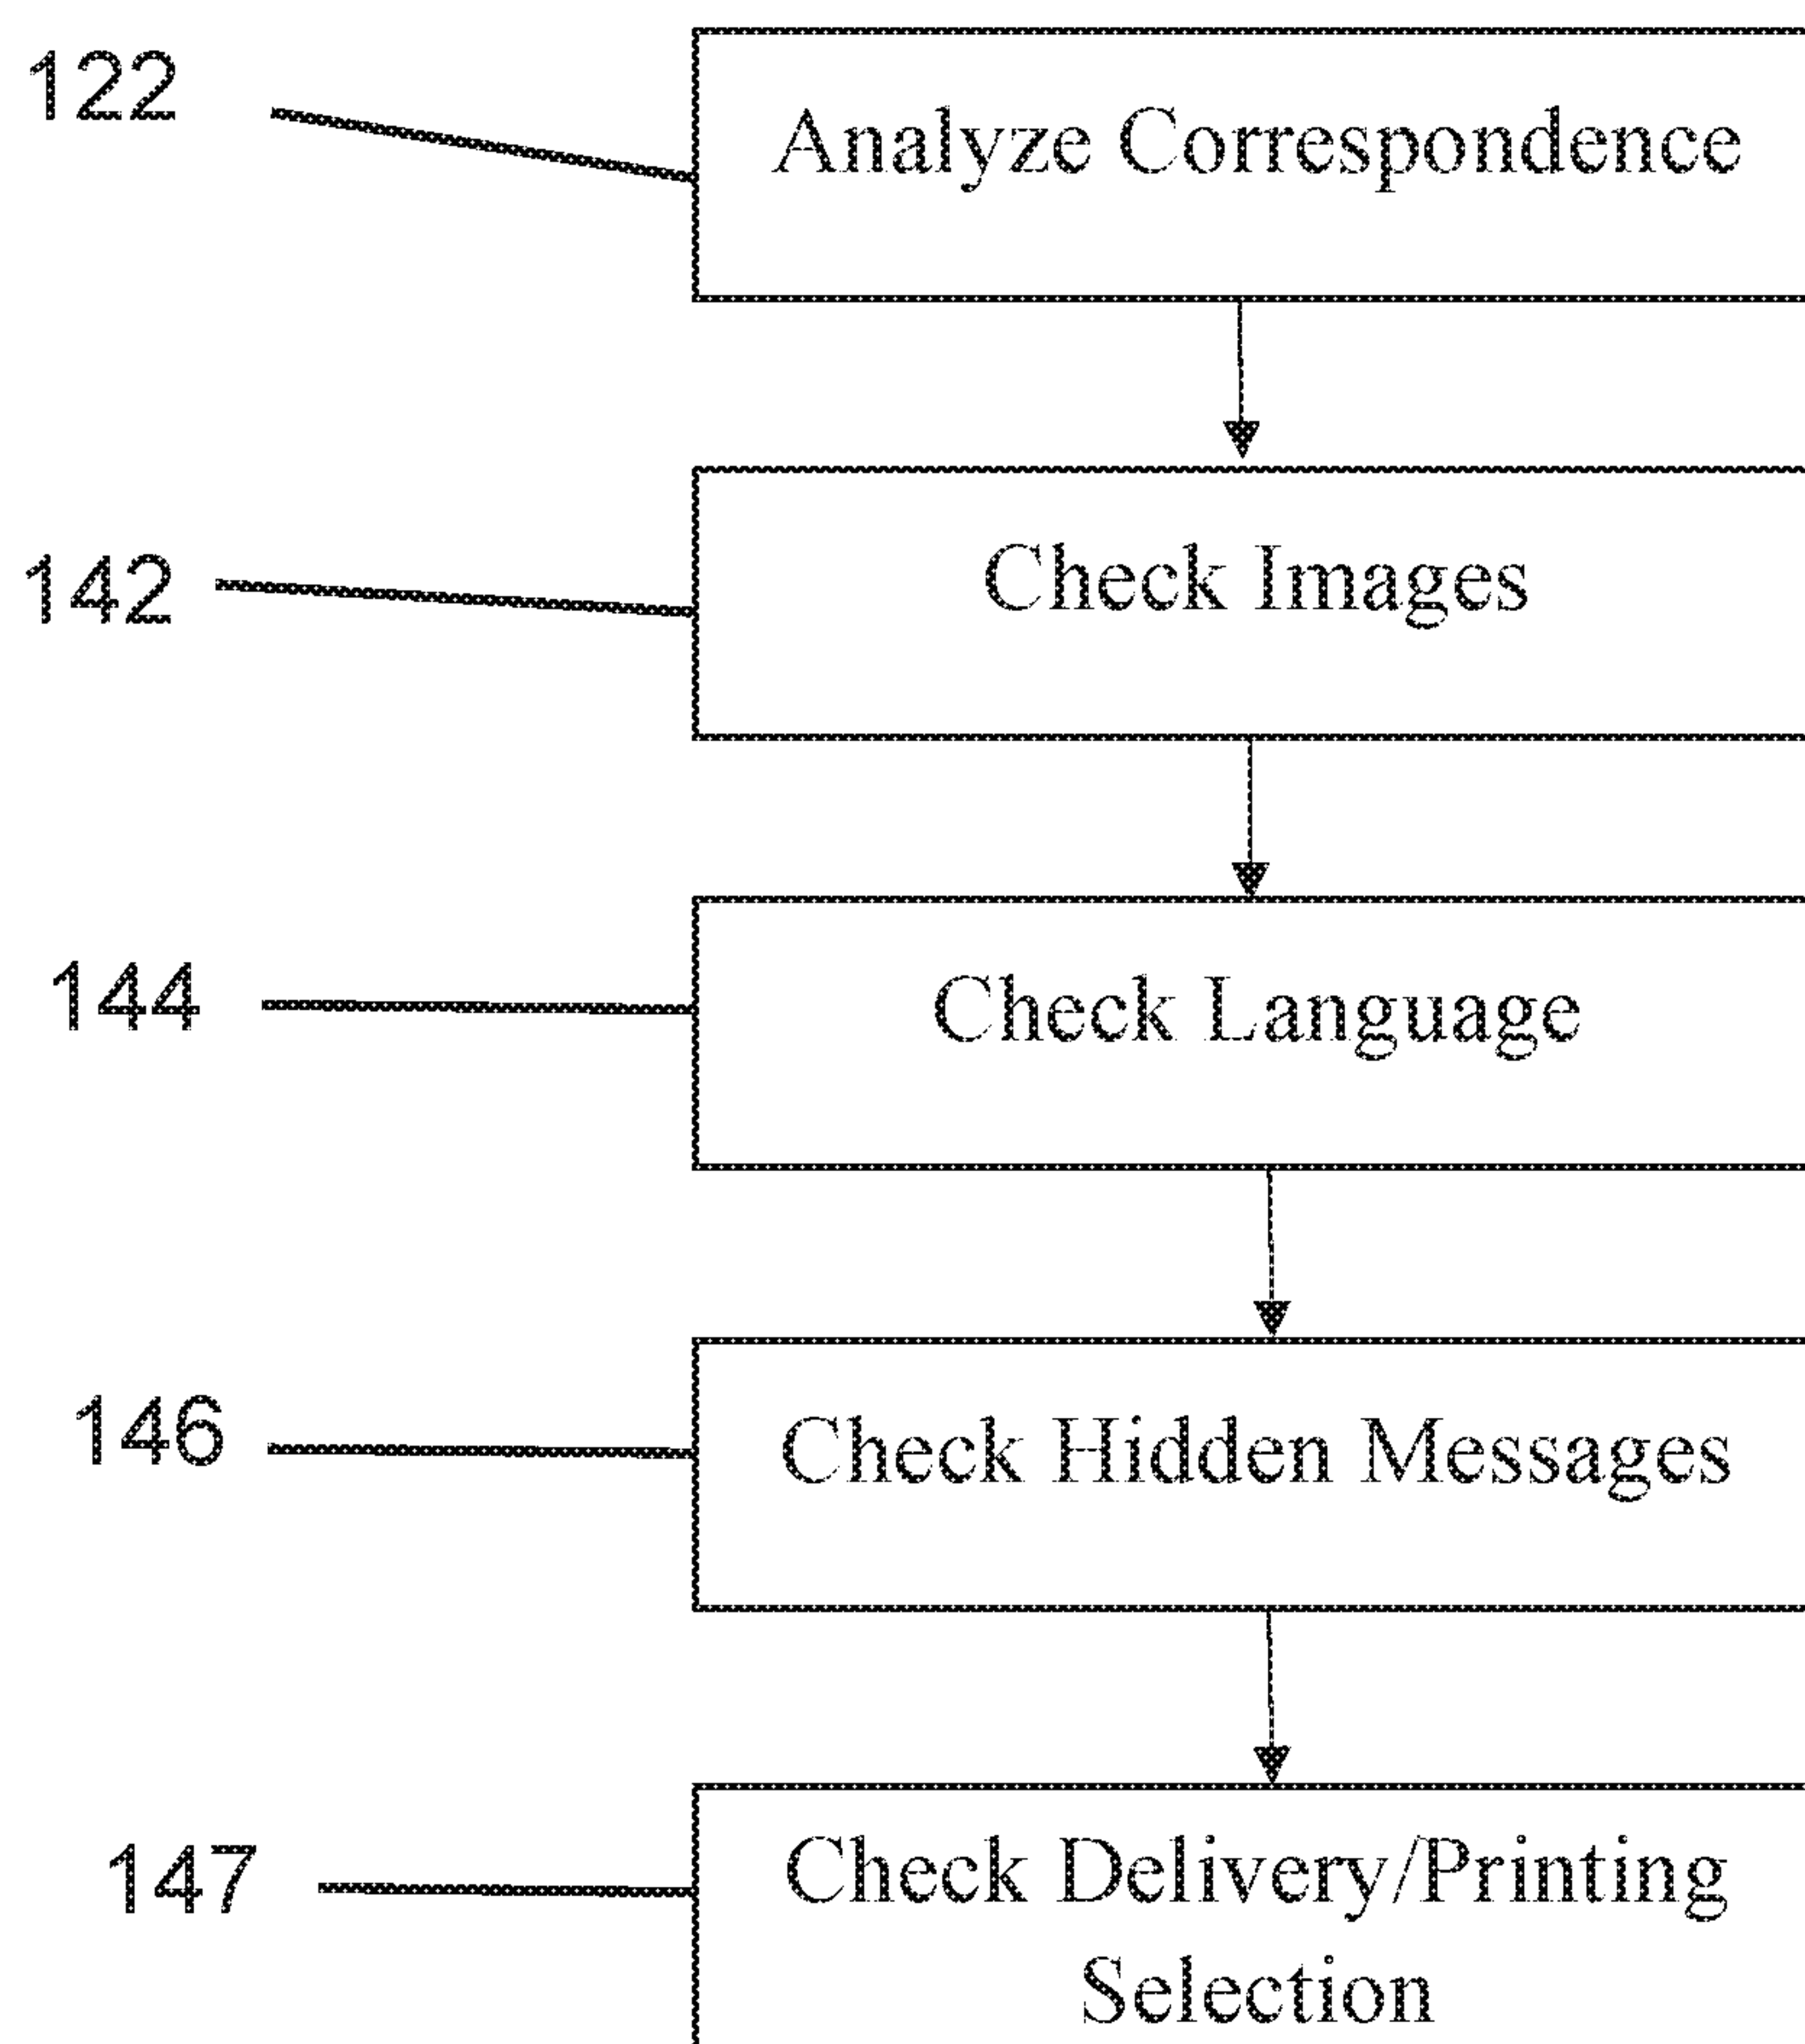 122
Analyze Correspondence
142
Check Images
144
Check Language
146
Check Hidden Messages
147
Check Delivery/Printing
Selection